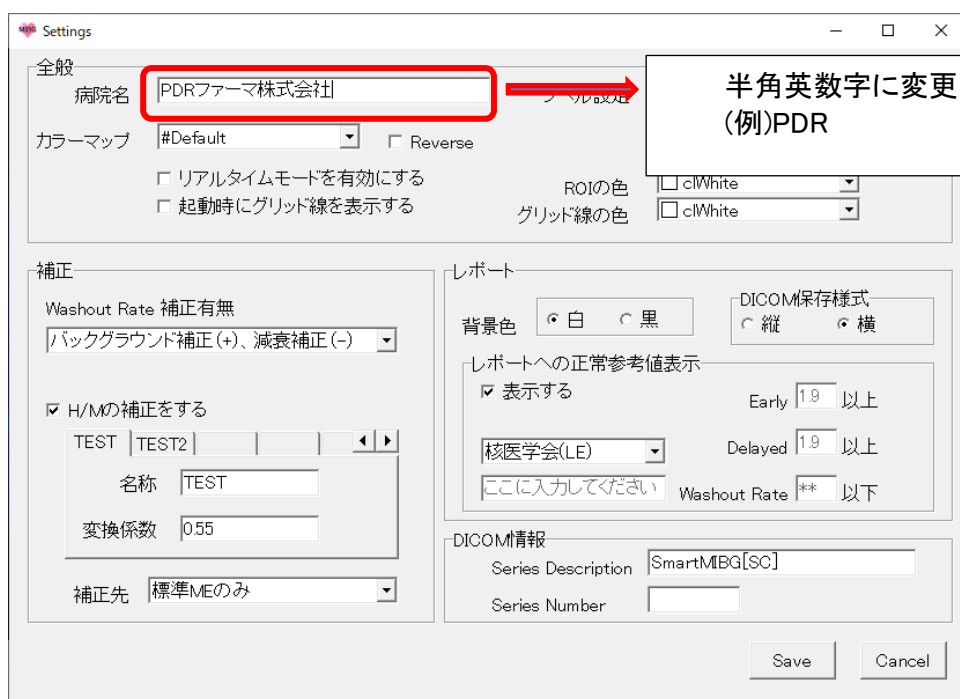 Settings
全般
病院名 PDRファーマ株式会社
半角英数字に変更
(例)PDR
カラーマップ #Default Reverse
リアルタイムモードを有効にする
起動時にグリッド線を表示する
ROIの色 clWhite
グリッド線の色 clWhite
補正
Washout Rate 補正有無
バックグラウンド補正(+)、減衰補正(-)
H/Mの補正をする
TEST TEST2
名称 TEST
変換係数 0.55
補正先 標準MEのみ
レポート
背景色 白 黒
DICOM保存様式
縦 横
レポートへの正常参考値表示
表示する
Early 1.9 以上
核医学会(LE) Delayed 1.9 以上
ここに入力してください Washout Rate ** 以下
DICOM情報
Series Description SmartMIBG[SC]
Series Number
Save Cancel